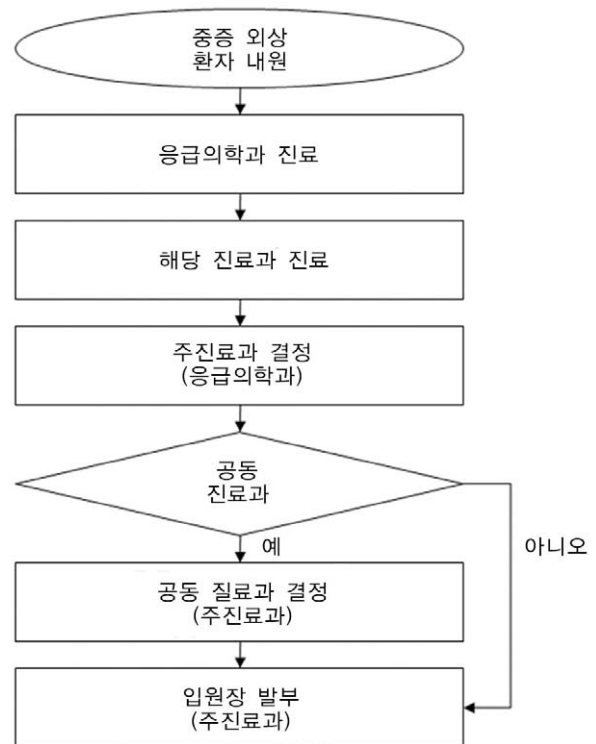 중증 외상
환자 내원
응급의학과 진료
해당 진료과 진료
주진료과 결정
(응급의학과)
공동
진료과
예
아니오
공동 질료과 결정
(주진료과)
입원장 발부
(주진료과)